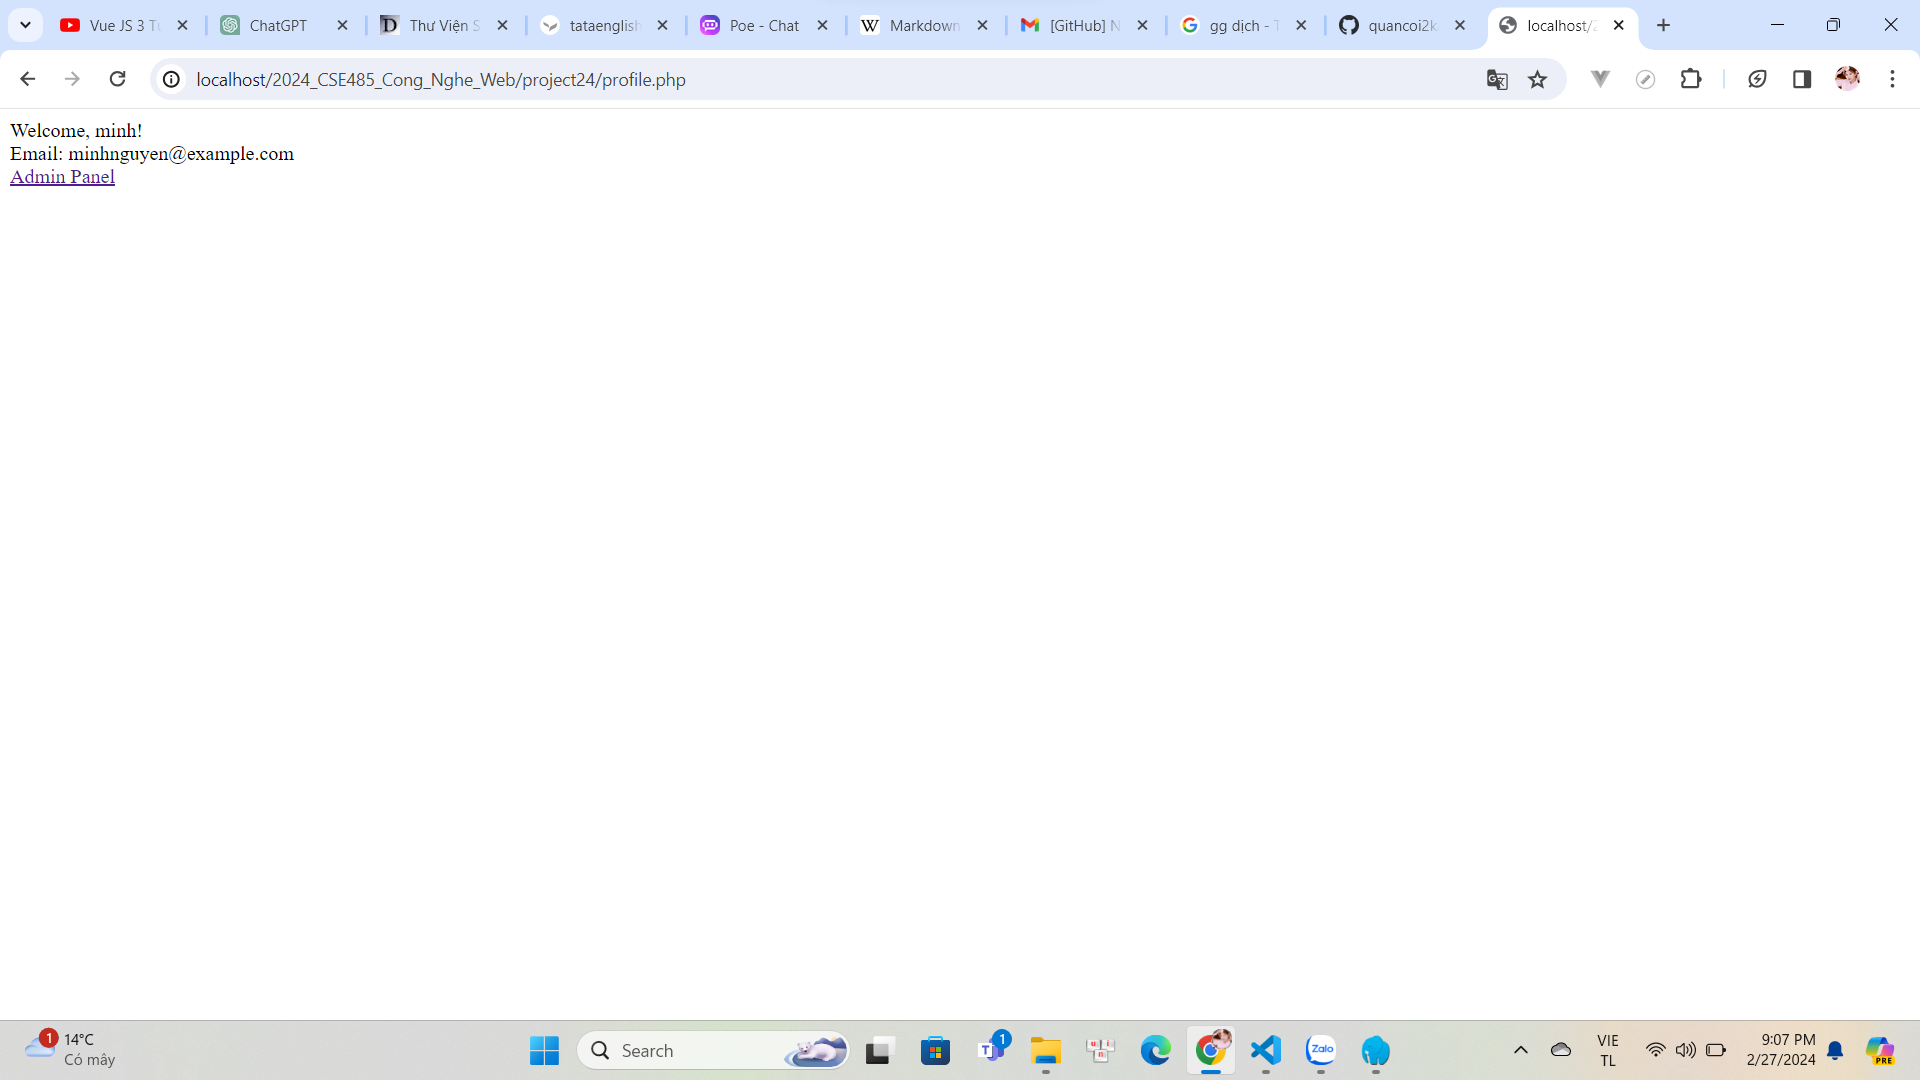 Vue JS 3 Tu
ChatGPT
Thư Viện S
tataenglish
Poe - Chat
Markdown
[GitHub] N
gg dịch - T
quancoi2k
localhost/2
localhost/2024_CSE485_Cong_Nghe_Web/project24/profile.php
Welcome, minh!
Email: minhnguyen@example.com
Admin Panel
1
14°C
Có mây
Search
1
Zalo
VIE
TL
9:07 PM
2/27/2024
PRE